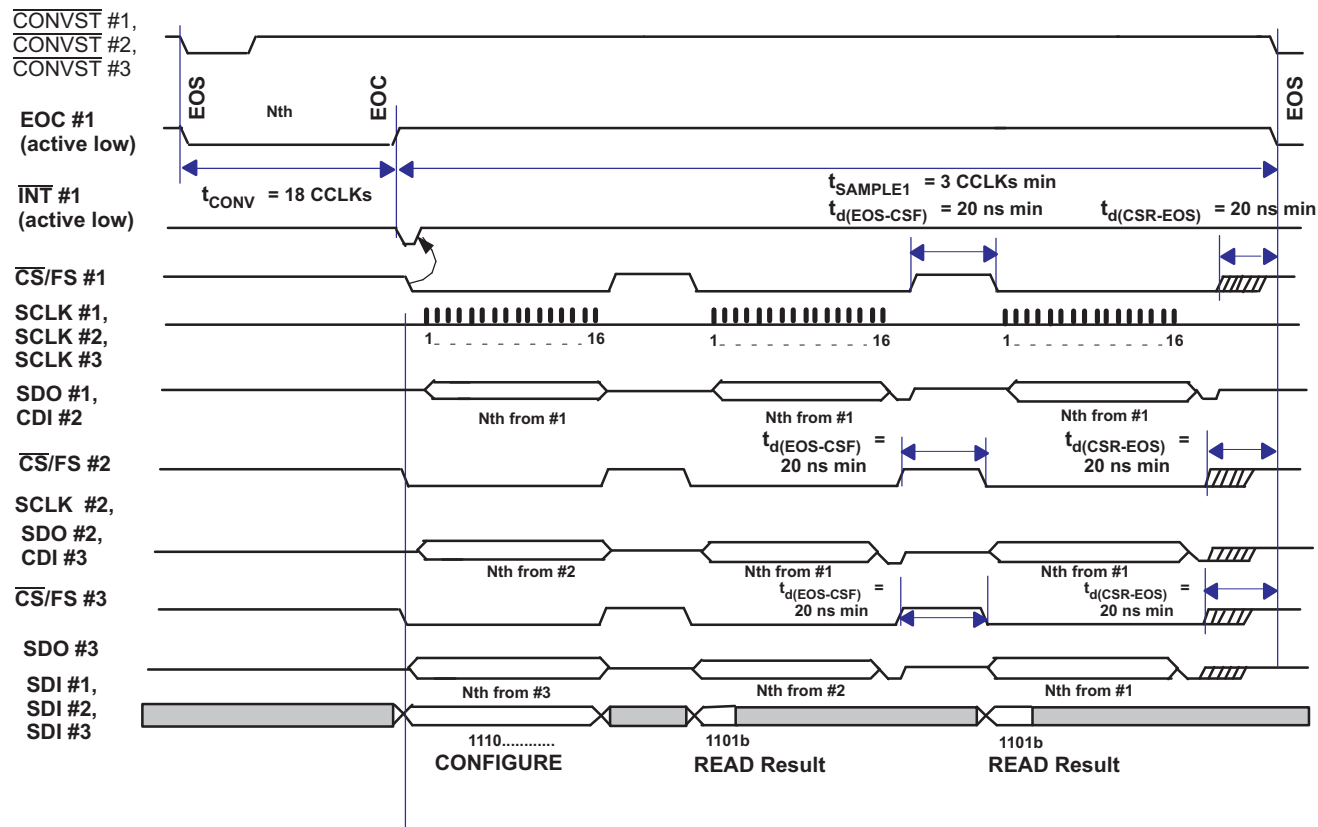 CONVST #1,
CONVST #2,
CONVST #3
EOS
Nth
EOC
EOS
EOC #1
(active low)
tCONV = 18 CCLKs
tSAMPLE1 = 3 CCLKs min
INT #1
(active low)
td(EOS-CSF) = 20 ns min
td(CSR-EOS) = 20 ns min
CS/FS #1
SCLK #1,
SCLK #2,
SCLK #3
1 16
1 16
1 16
SDO #1,
CDI #2
Nth from #1
Nth from #1
Nth from #1
td(EOS-CSF) =
20 ns min
td(CSR-EOS) =
20 ns min
CS/FS #2
SCLK #2,
SDO #2,
CDI #3
Nth from #2
Nth from #1
Nth from #1
td(EOS-CSF) =
20 ns min
td(CSR-EOS) =
20 ns min
CS/FS #3
SDO #3
Nth from #3
Nth from #2
Nth from #1
SDI #1,
SDI #2,
SDI #3
1110............
CONFIGURE
1101b
READ Result
1101b
READ Result